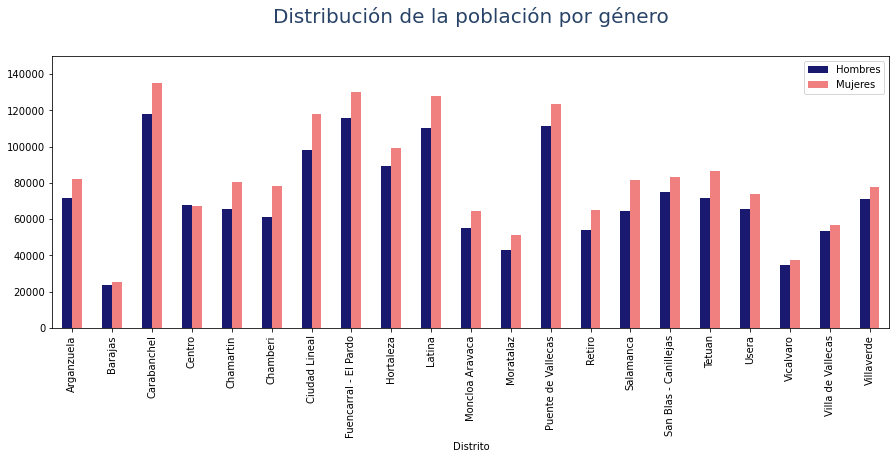 Distribución de la población por género
Hombres
Mujeres
140000
120000
100000
80000
60000
40000
20000
0
Arganzuela
Barajas
Carabanchel
Centro
Chamartin
Chamberi
Ciudad Lineal
Fuencarral - El Pardo
Hortaleza
Latina
Moncloa Aravaca
Moratalaz
Puente de Vallecas
Retiro
Salamanca
San Blas - Canillejas
Tetuan
Usera
Vicalvaro
Villa de Vallecas
Villaverde
Distrito